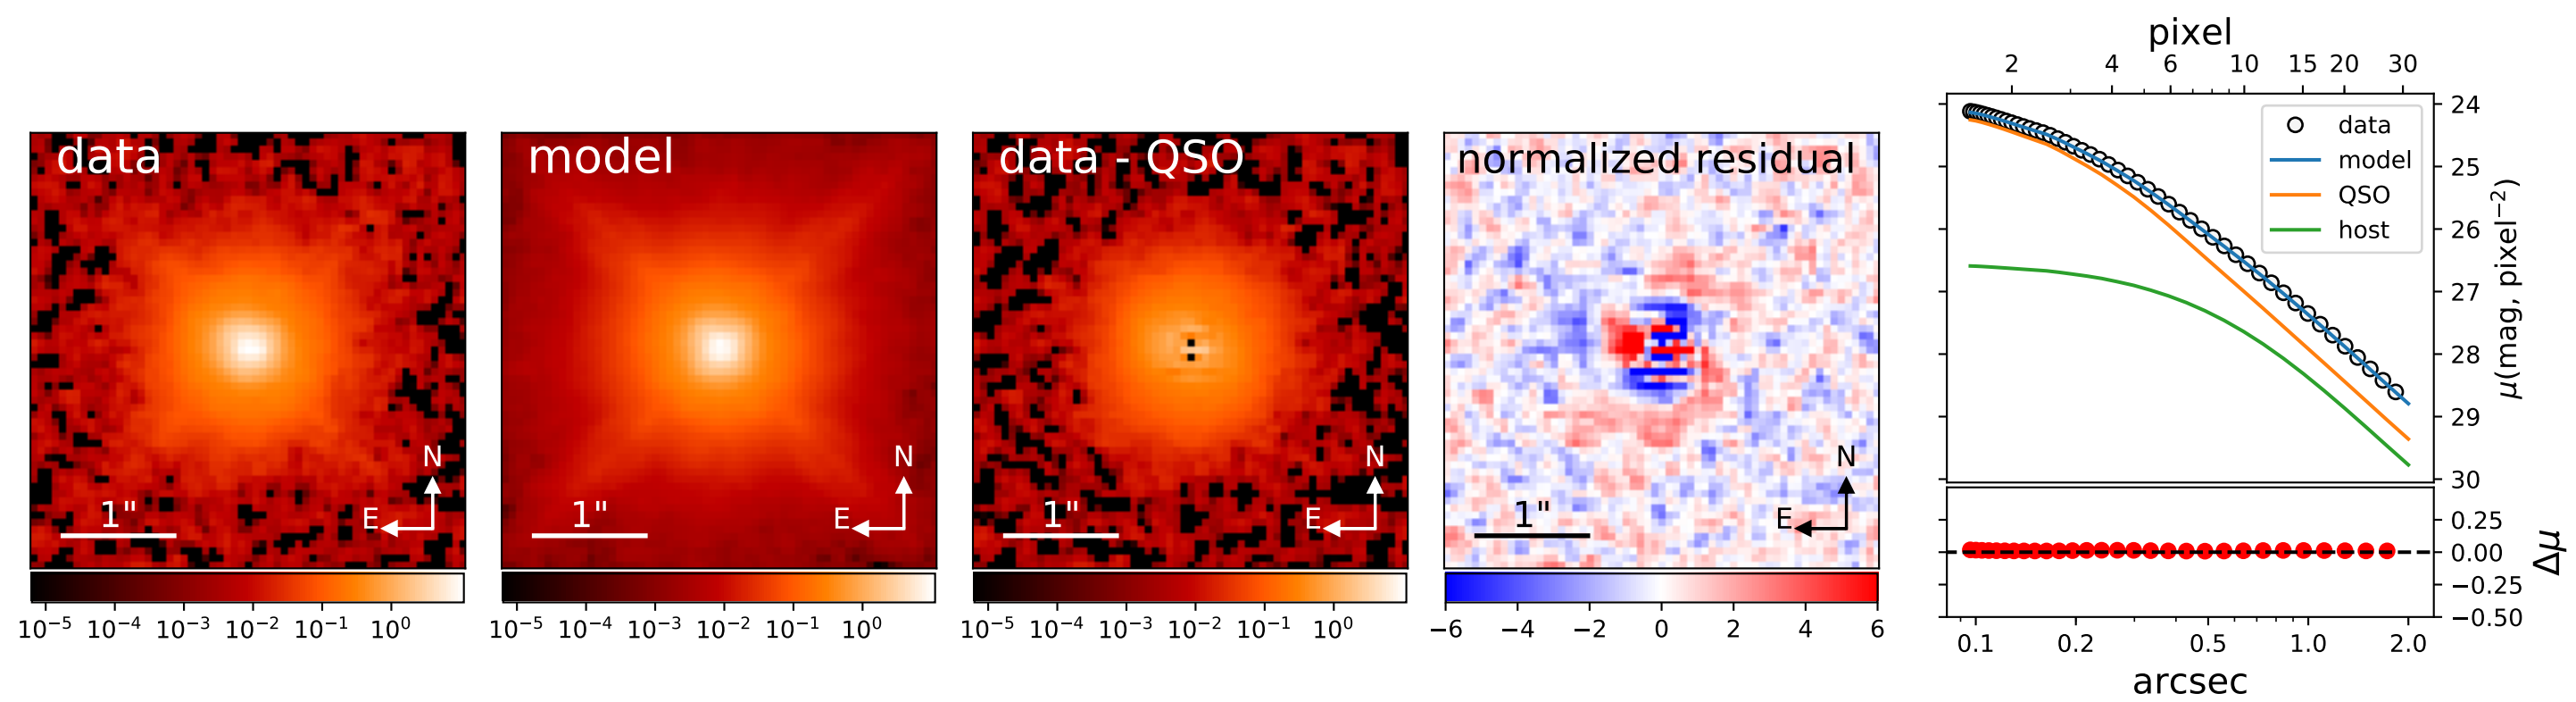 data
N
E
1"
10⁻⁵ 10⁻⁴ 10⁻³ 10⁻² 10⁻¹ 10⁰
model
N
E
1"
10⁻⁵ 10⁻⁴ 10⁻³ 10⁻² 10⁻¹ 10⁰
data - QSO
N
E
1"
10⁻⁵ 10⁻⁴ 10⁻³ 10⁻² 10⁻¹ 10⁰
normalized residual
N
E
1"
−6 −4 −2 0 2 4 6
pixel
2 4 6 10 15 20 30
data
model
QSO
host
24
25
26
27
28
29
30
μ(mag, pixel⁻²)
0.25
0.00
−0.25
−0.50
Δμ
0.1 0.2 0.5 1.0 2.0
arcsec